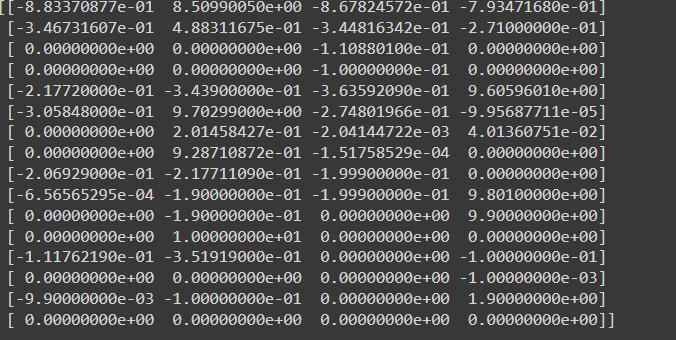 [[-8.83370877e-01 8.50990050e+00 -8.67824572e-01 -7.93471680e-01]
[-3.46731607e-01 4.88311675e-01 -3.44816342e-01 -2.71000000e-01]
[ 0.00000000e+00 0.00000000e+00 -1.10880100e-01 0.00000000e+00]
[ 0.00000000e+00 0.00000000e+00 -1.00000000e-01 0.00000000e+00]
[-2.17720000e-01 -3.43900000e-01 -3.63592090e-01 9.60596010e+00]
[-3.05848000e-01 9.70299000e+00 -2.74801966e-01 -9.95687711e-05]
[ 0.00000000e+00 2.01458427e-01 -2.04144722e-03 4.01360751e-02]
[ 0.00000000e+00 9.28710872e-01 -1.51758529e-04 0.00000000e+00]
[-2.06929000e-01 -2.17711090e-01 -1.99900000e-01 0.00000000e+00]
[-6.56565295e-04 -1.90000000e-01 -1.99900000e-01 9.80100000e+00]
[ 0.00000000e+00 -1.90000000e-01 0.00000000e+00 9.90000000e+00]
[ 0.00000000e+00 1.00000000e+01 0.00000000e+00 0.00000000e+00]
[-1.11762190e-01 -3.51919000e-01 0.00000000e+00 -1.00000000e-01]
[ 0.00000000e+00 0.00000000e+00 0.00000000e+00 -1.00000000e-03]
[-9.90000000e-03 -1.00000000e-01 0.00000000e+00 1.90000000e+00]
[ 0.00000000e+00 0.00000000e+00 0.00000000e+00 0.00000000e+00]]